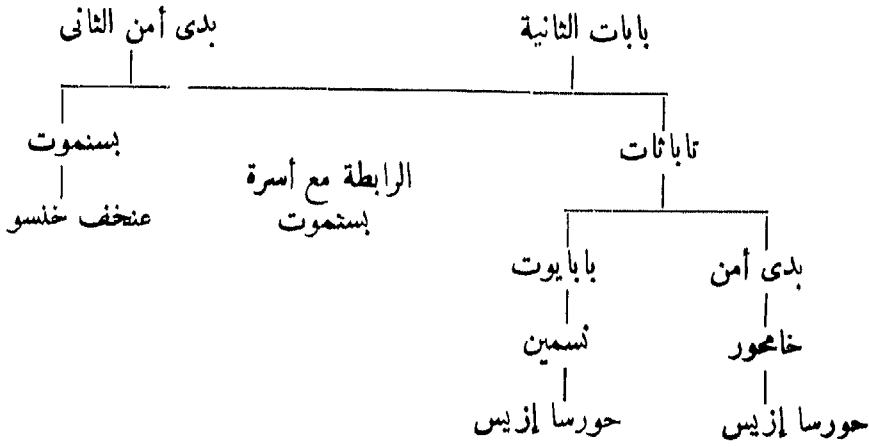 بابات الثانية
بدى أمن الثانى
تاباثات
بسنموت
الرابطة مع أسرة
بسنموت
عنخف خنسو
بدى أمن
بابايوت
خامحور
نسمين
حورسا إزيس
حورسا إزيس